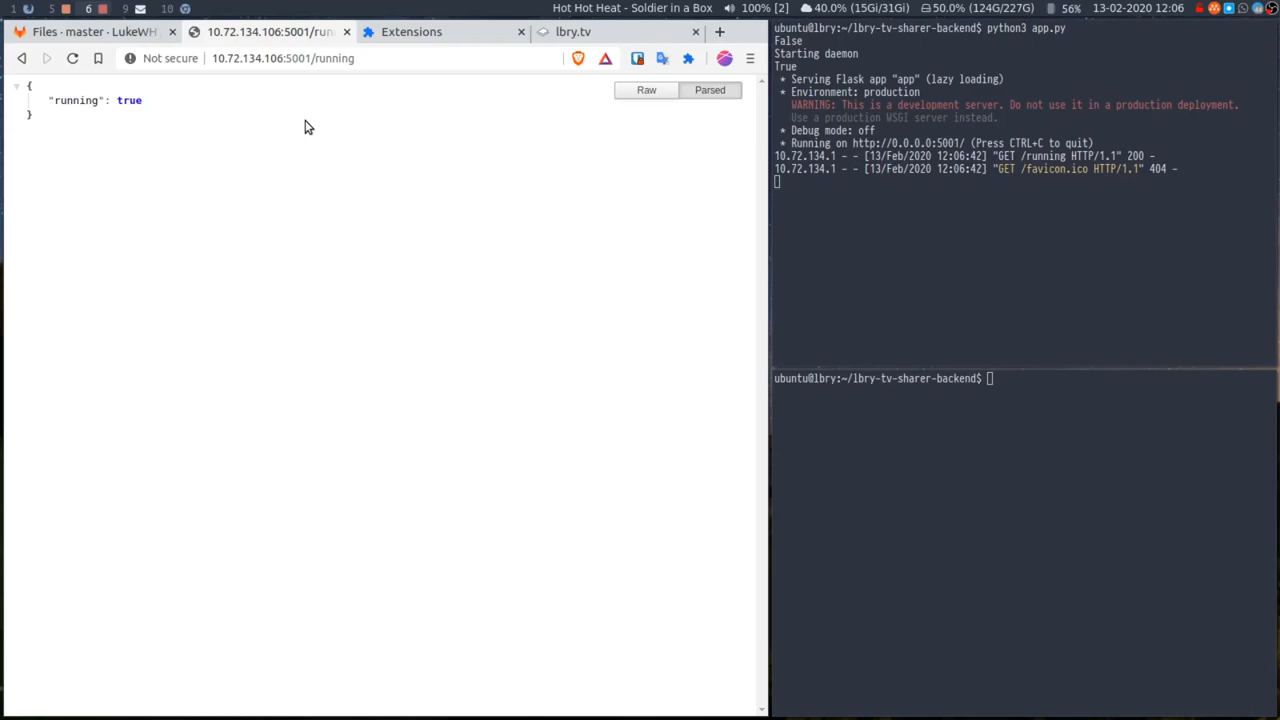 1 5 6 9 10 Hot Hot Heat - Soldier in a Box 100% [2] 40.0% (15Gi/31Gi) 50.0% (124G/227G) 56% 13-02-2020 12:06
Files · master · LukeWH 10.72.134.106:5001/run Extensions lbry.tv
Not secure 10.72.134.106:5001/running
Raw Parsed
{
"running": true
}
ubuntu@lbry:~/lbry-tv-sharer-backend$ python3 app.py
False
Starting daemon
True
* Serving Flask app "app" (lazy loading)
* Environment: production
WARNING: This is a development server. Do not use it in a production deployment.
Use a production WSGI server instead.
* Debug mode: off
* Running on http://0.0.0.0:5001/ (Press CTRL+C to quit)
10.72.134.1 - - [13/Feb/2020 12:06:42] "GET /running HTTP/1.1" 200 -
10.72.134.1 - - [13/Feb/2020 12:06:42] "GET /favicon.ico HTTP/1.1" 404 -
ubuntu@lbry:~/lbry-tv-sharer-backend$